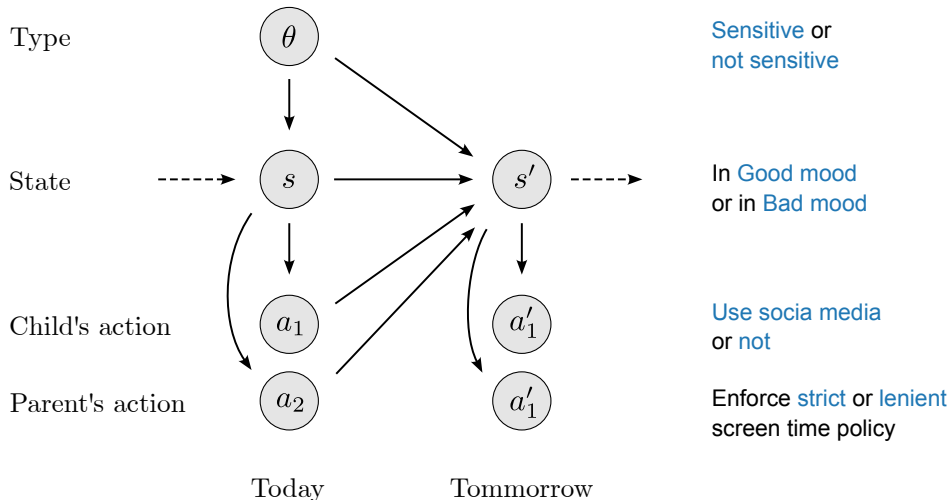 Type
θ
Sensitive or
not sensitive
State
s
s′
In Good mood
or in Bad mood
Child's action
a₁
a′₁
Use socia media
or not
Parent's action
a₂
a′₁
Enforce strict or lenient
screen time policy
Today
Tommorrow